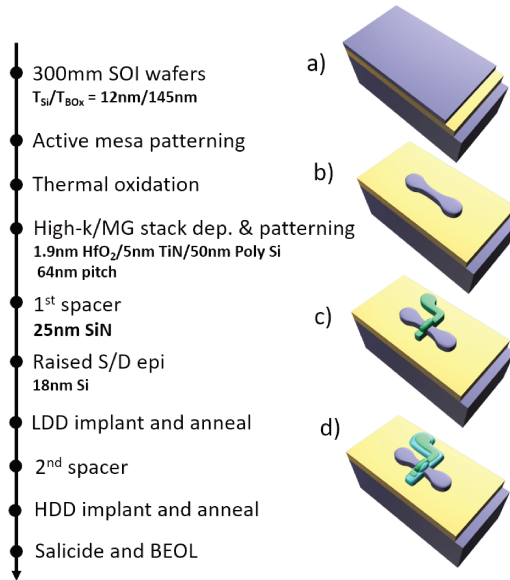 300mm SOI wafers
T_Si/T_BOx = 12nm/145nm
Active mesa patterning
Thermal oxidation
High-k/MG stack dep. & patterning
1.9nm HfO₂/5nm TiN/50nm Poly Si
64nm pitch
1ˢᵗ spacer
25nm SiN
Raised S/D epi
18nm Si
LDD implant and anneal
2ⁿᵈ spacer
HDD implant and anneal
Salicide and BEOL
a)
b)
c)
d)